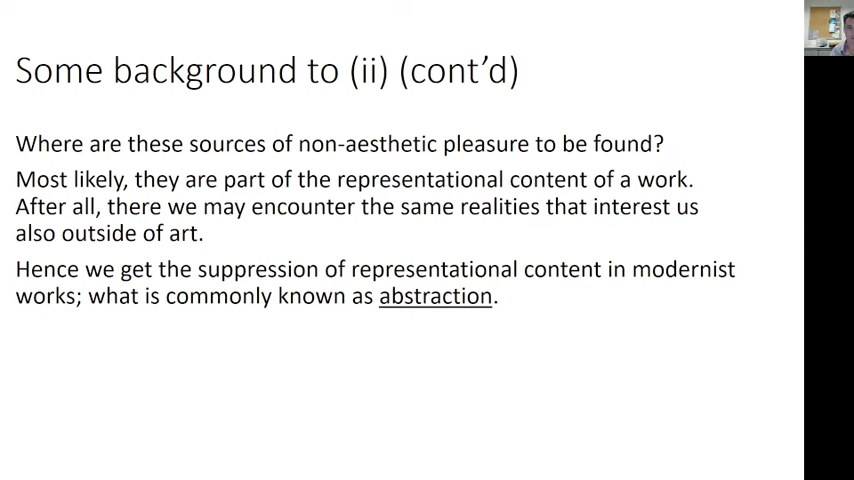 Some background to (ii) (cont’d)
Where are these sources of non-aesthetic pleasure to be found?
Most likely, they are part of the representational content of a work.
After all, there we may encounter the same realities that interest us
also outside of art.
Hence we get the suppression of representational content in modernist
works; what is commonly known as abstraction.